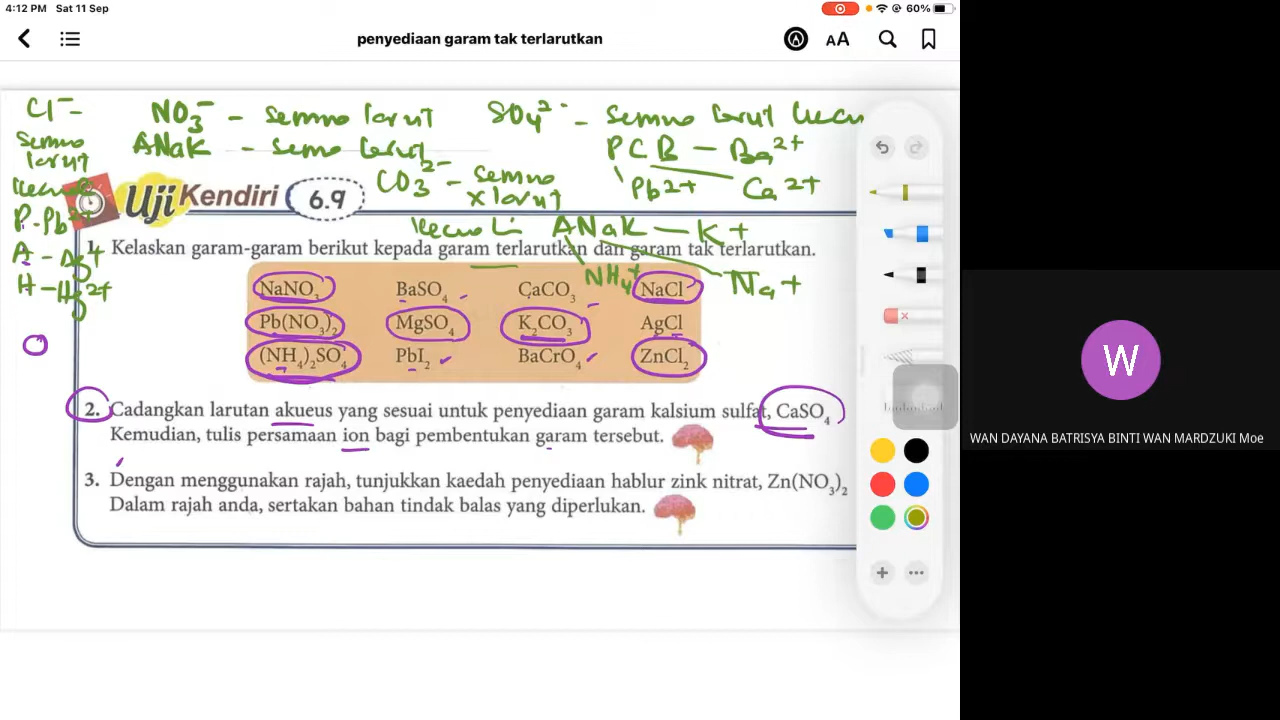 4:12 PM Sat 11 Sep
60%
penyediaan garam tak terlarutkan
AA
Cl⁻ –
semua
larut
kecuali
P - Pb²⁺
A - Ag⁺
H - Hg²⁺
NO₃⁻ - semua larut
ANaK - semua larut
SO₄²⁻ - semua larut kecuali
PCB - Ba²⁺
Pb²⁺ Ca²⁺
CO₃²⁻ - semua
x larut
kecuali ANaK - K⁺
NH₄⁺ Na⁺
Uji Kendiri 6.9
1. Kelaskan garam-garam berikut kepada garam terlarutkan dan garam tak terlarutkan.
NaNO₃ BaSO₄ CaCO₃ NaCl
Pb(NO₃)₂ MgSO₄ K₂CO₃ AgCl
(NH₄)₂SO₄ PbI₂ BaCrO₄ ZnCl₂
2. Cadangkan larutan akueus yang sesuai untuk penyediaan garam kalsium sulfat, CaSO₄
Kemudian, tulis persamaan ion bagi pembentukan garam tersebut.
3. Dengan menggunakan rajah, tunjukkan kaedah penyediaan hablur zink nitrat, Zn(NO₃)₂
Dalam rajah anda, sertakan bahan tindak balas yang diperlukan.
W
WAN DAYANA BATRISYA BINTI WAN MARDZUKI Moe